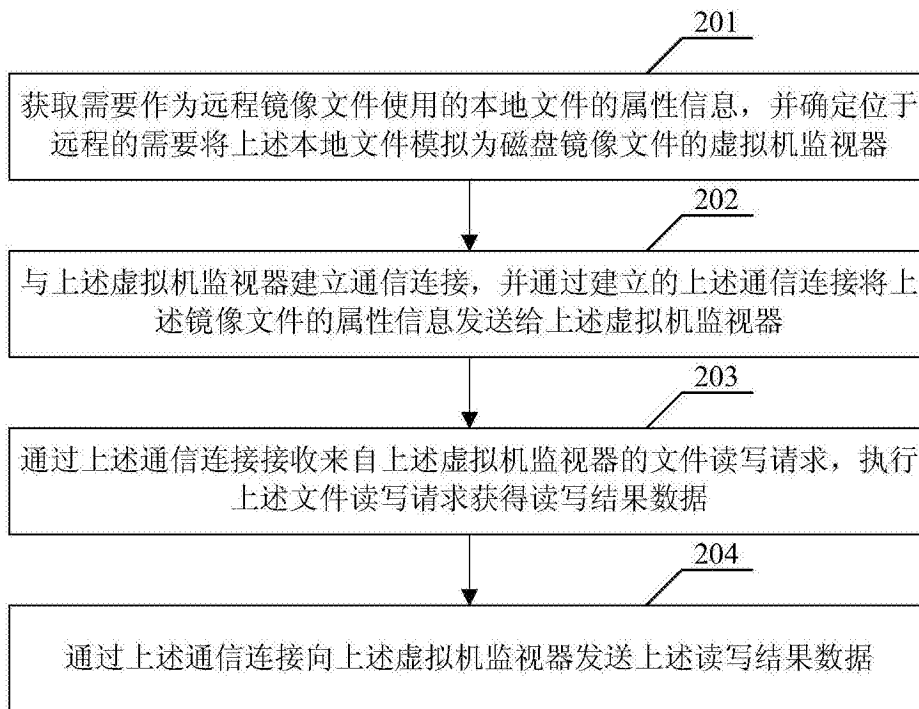 201
获取需要作为远程镜像文件使用的本地文件的属性信息，并确定位于
远程的需要将上述本地文件模拟为磁盘镜像文件的虚拟机监视器
202
与上述虚拟机监视器建立通信连接，并通过建立的上述通信连接将上
述镜像文件的属性信息发送给上述虚拟机监视器
203
通过上述通信连接接收来自上述虚拟机监视器的文件读写请求，执行
上述文件读写请求获得读写结果数据
204
通过上述通信连接向上述虚拟机监视器发送上述读写结果数据